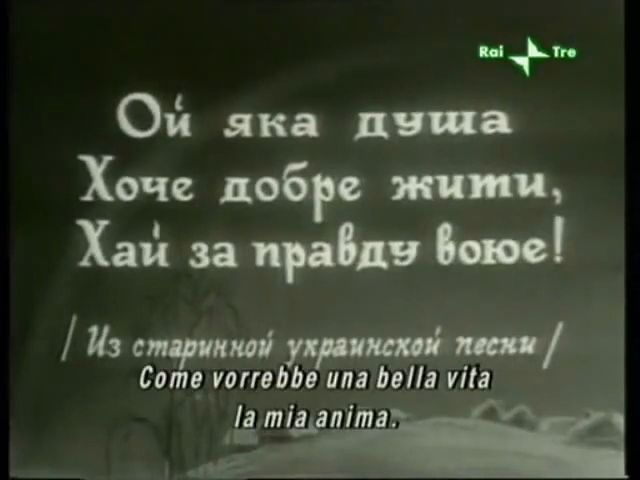 Rai Tre
Ой яка душа
Хоче добре жити,
Хай за правду воює!
/Из старинной украинской песни/
Come vorrebbe una bella vita
la mia anima.